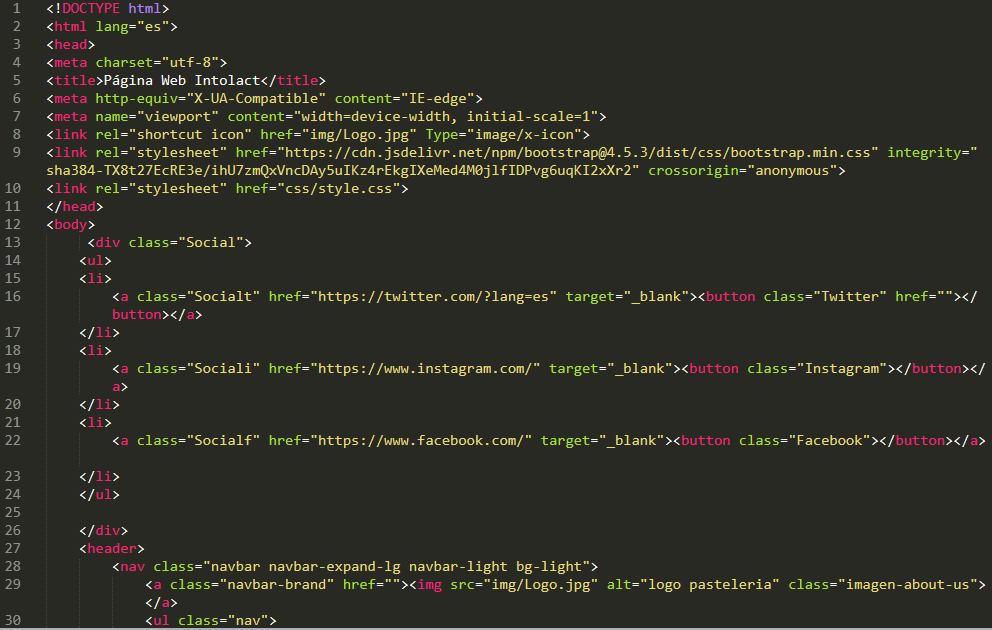 1 <!DOCTYPE html>
2 <html lang="es">
3 <head>
4 <meta charset="utf-8">
5 <title>Página Web Intolact</title>
6 <meta http-equiv="X-UA-Compatible" content="IE-edge">
7 <meta name="viewport" content="width=device-width, initial-scale=1">
8 <link rel="shortcut icon" href="img/Logo.jpg" Type="image/x-icon">
9 <link rel="stylesheet" href="https://cdn.jsdelivr.net/npm/bootstrap@4.5.3/dist/css/bootstrap.min.css" integrity="
sha384-TX8t27EcRE3e/ihU7zmQxVncDAy5uIKz4rEkgIXeMed4M0jlfIDPvg6uqKI2xXr2" crossorigin="anonymous">
10 <link rel="stylesheet" href="css/style.css">
11 </head>
12 <body>
13 <div class="Social">
14 <ul>
15 <li>
16 <a class="Socialt" href="https://twitter.com/?lang=es" target="_blank"><button class="Twitter" href=""></
button></a>
17 </li>
18 <li>
19 <a class="Sociali" href="https://www.instagram.com/" target="_blank"><button class="Instagram"></button></
a>
20 </li>
21 <li>
22 <a class="Socialf" href="https://www.facebook.com/" target="_blank"><button class="Facebook"></button></a>
23 </li>
24 </ul>
25
26 </div>
27 <header>
28 <nav class="navbar navbar-expand-lg navbar-light bg-light">
29 <a class="navbar-brand" href=""><img src="img/Logo.jpg" alt="logo pasteleria" class="imagen-about-us">
</a>
30 <ul class="nav">